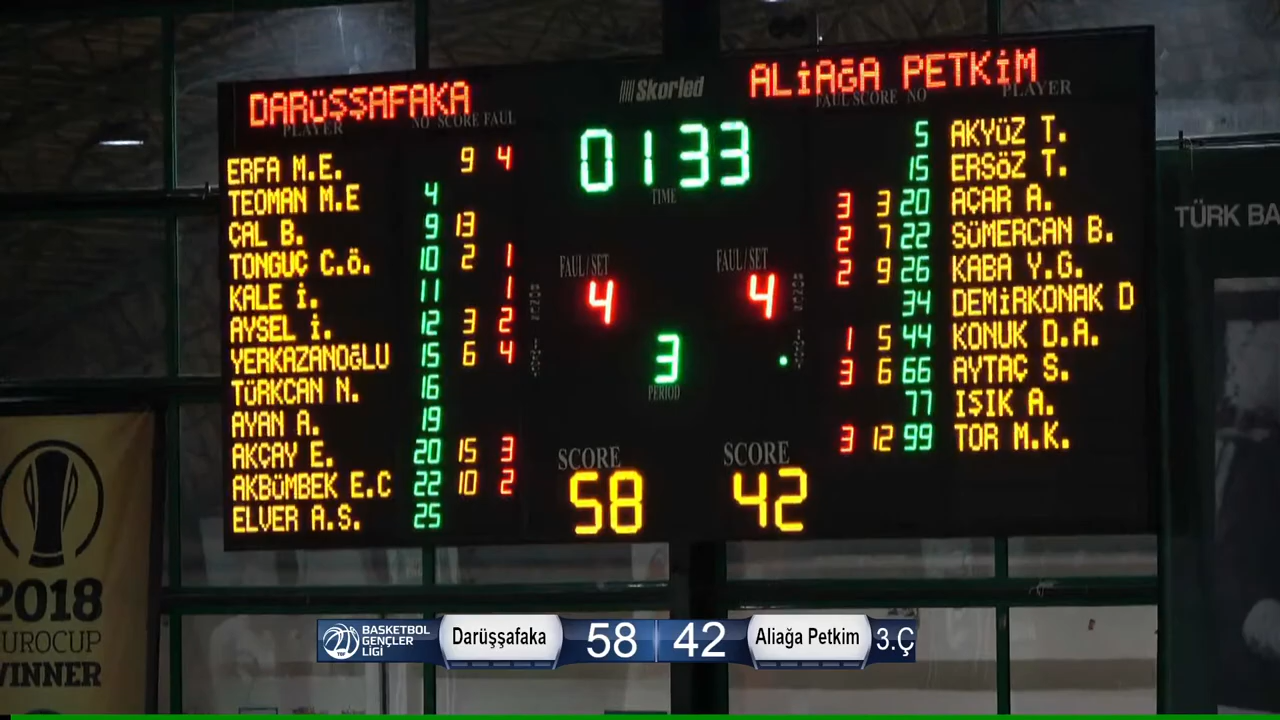 DARÜŞŞAFAKA
Skorled
ALİAĞA PETKİM
PLAYER NO SCORE FAUL
FAUL SCORE NO PLAYER
01 33
TIME
ERFA M.E. 9 4
TEOMAN M.E 4
ÇAL B. 9 13
TONGUÇ C.Ö. 10 2 1
KALE İ. 11 1
AYSEL İ. 12 3 2
YERKAZANOĞLU 15 6 4
TÜRKCAN N. 16
AYAN A. 19
AKÇAY E. 20 15 3
AKBÜMBEK E.C 22 10 2
ELVER A.S. 25
FAUL/SET
4
FAUL/SET
4
3
PERIOD
SCORE
58
SCORE
42
5 AKYÜZ T.
15 ERSÖZ T.
3 3 20 AÇAR A.
2 7 22 SÜMERCAN B.
2 9 26 KABA Y.G.
34 DEMİRKONAK D
1 5 44 KONUK D.A.
3 6 66 AYTAÇ S.
77 IŞIK A.
3 12 99 TOR M.K.
TÜRK BA
2018
EUROCUP
WINNER
BASKETBOL
GENÇLER
LİGİ
Darüşşafaka 58 42 Aliağa Petkim 3.Ç